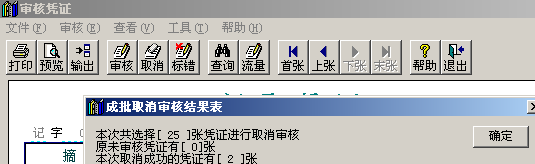 审核凭证
文件(F) 审核(E) 查看(V) 工具(T) 帮助(H)
打印 预览 输出 审核 取消 标错 查询 流量 首张 上张 下张 末张 帮助 退出
成批取消审核结果表
记 字
本次共选择[ 25 ]张凭证进行取消审核
确定
原未审核凭证有[ 0]张
摘
本次取消成功的凭证有[ 2 ]张